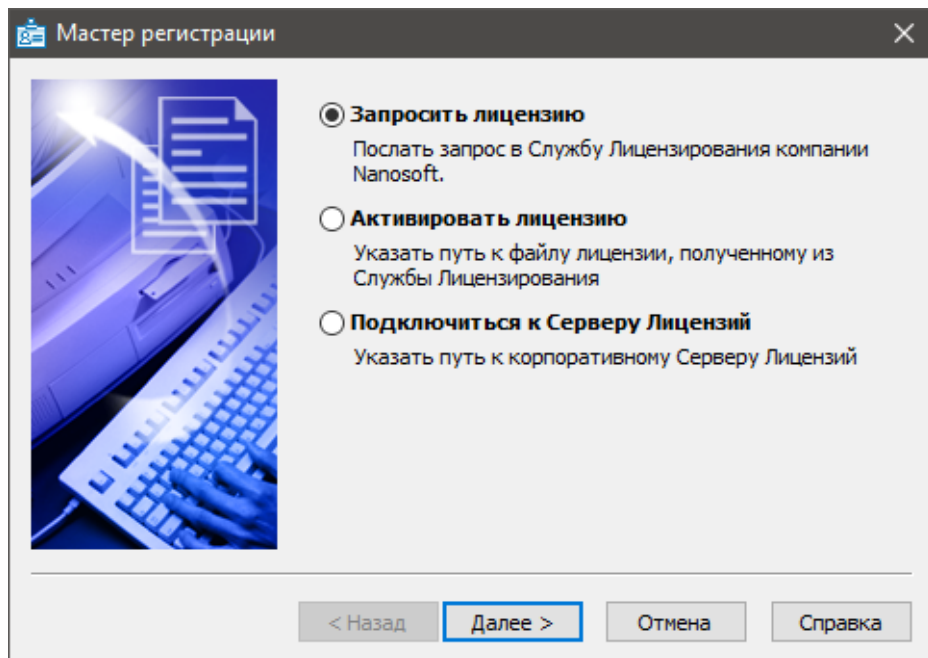 Мастер регистрации
Запросить лицензию
Послать запрос в Службу Лицензирования компании
Nanosoft.
Активировать лицензию
Указать путь к файлу лицензии, полученному из
Службы Лицензирования
Подключиться к Серверу Лицензий
Указать путь к корпоративному Серверу Лицензий
< Назад
Далее >
Отмена
Справка